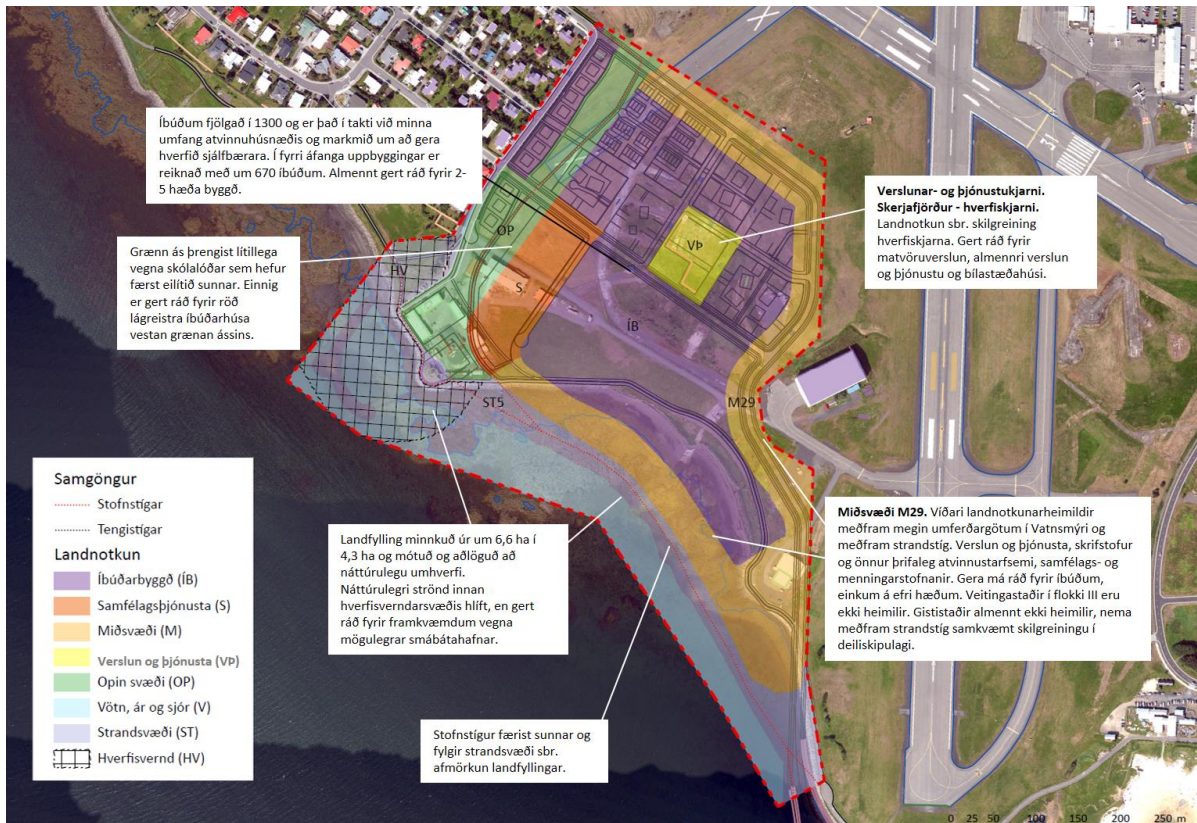 Íbúðum fjölgað í 1300 og er það í takti við minna
umfang atvinnuhúsnæðis og markmið um að gera
hverfið sjálfbærara. Í fyrri áfanga uppbyggingar er
reiknað með um 670 íbúðum. Almennt gert ráð fyrir 2-
5 hæða byggð.
Grænn ás þrengist lítillega
vegna skólalóðar sem hefur
færst eilítið sunnar. Einnig
er gert ráð fyrir röð
lágreistra íbúðarhúsa
vestan grænan ássins.
Verslunar- og þjónustukjarni.
Skerjafjörður - hverfiskjarni.
Landnotkun sbr. skilgreining
hverfiskjarna. Gert ráð fyrir
matvöruverslun, almennri verslun
og þjónustu og bílastæðahúsi.
OP
HV
S
VÞ
ÍB
ST5
M29
31
Samgöngur
Stofnstígar
Tengistígar
Landnotkun
Íbúðarbyggð (ÍB)
Samfélagsþjónusta (S)
Miðsvæði (M)
Verslun og þjónusta (VÞ)
Opin svæði (OP)
Vötn, ár og sjór (V)
Strandsvæði (ST)
Hverfisvernd (HV)
Landfylling minnkuð úr um 6,6 ha í
4,3 ha og mótuð og aðlöguð að
náttúrulegu umhverfi.
Náttúrulegri strönd innan
hverfisverndarsvæðis hlíft, en gert
ráð fyrir framkvæmdum vegna
mögulegrar smábátahafnar.
Miðsvæði M29. Víðari landnotkunarheimildir
meðfram megin umferðargötum í Vatnsmýri og
meðfram strandstíg. Verslun og þjónusta, skrifstofur
og önnur þrifaleg atvinnustarfsemi, samfélags- og
menningarstofnanir. Gera má ráð fyrir íbúðum,
einkum á efri hæðum. Veitingastaðir í flokki III eru
ekki heimilir. Gististaðir almennt ekki heimilir, nema
meðfram strandstíg samkvæmt skilgreiningu í
deiliskipulagi.
Stofnstígur færist sunnar og
fylgir strandsvæði sbr.
afmörkun landfyllingar.
0 25 50 100 150 200 250 m